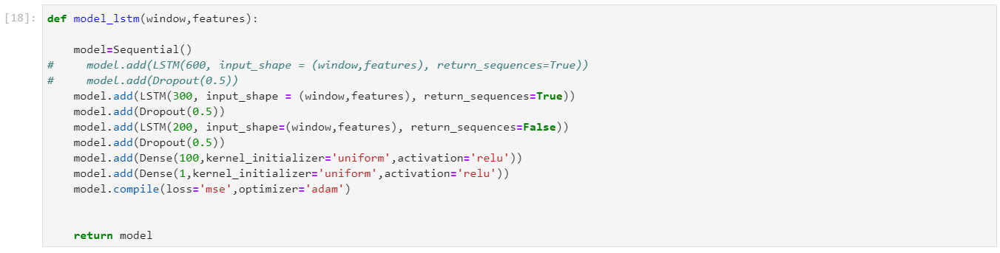 [18]: def model_lstm(window,features):
model=Sequential()
#     model.add(LSTM(600, input_shape = (window,features), return_sequences=True))
#     model.add(Dropout(0.5))
model.add(LSTM(300, input_shape = (window,features), return_sequences=True))
model.add(Dropout(0.5))
model.add(LSTM(200, input_shape=(window,features), return_sequences=False))
model.add(Dropout(0.5))
model.add(Dense(100,kernel_initializer='uniform',activation='relu'))
model.add(Dense(1,kernel_initializer='uniform',activation='relu'))
model.compile(loss='mse',optimizer='adam')
return model